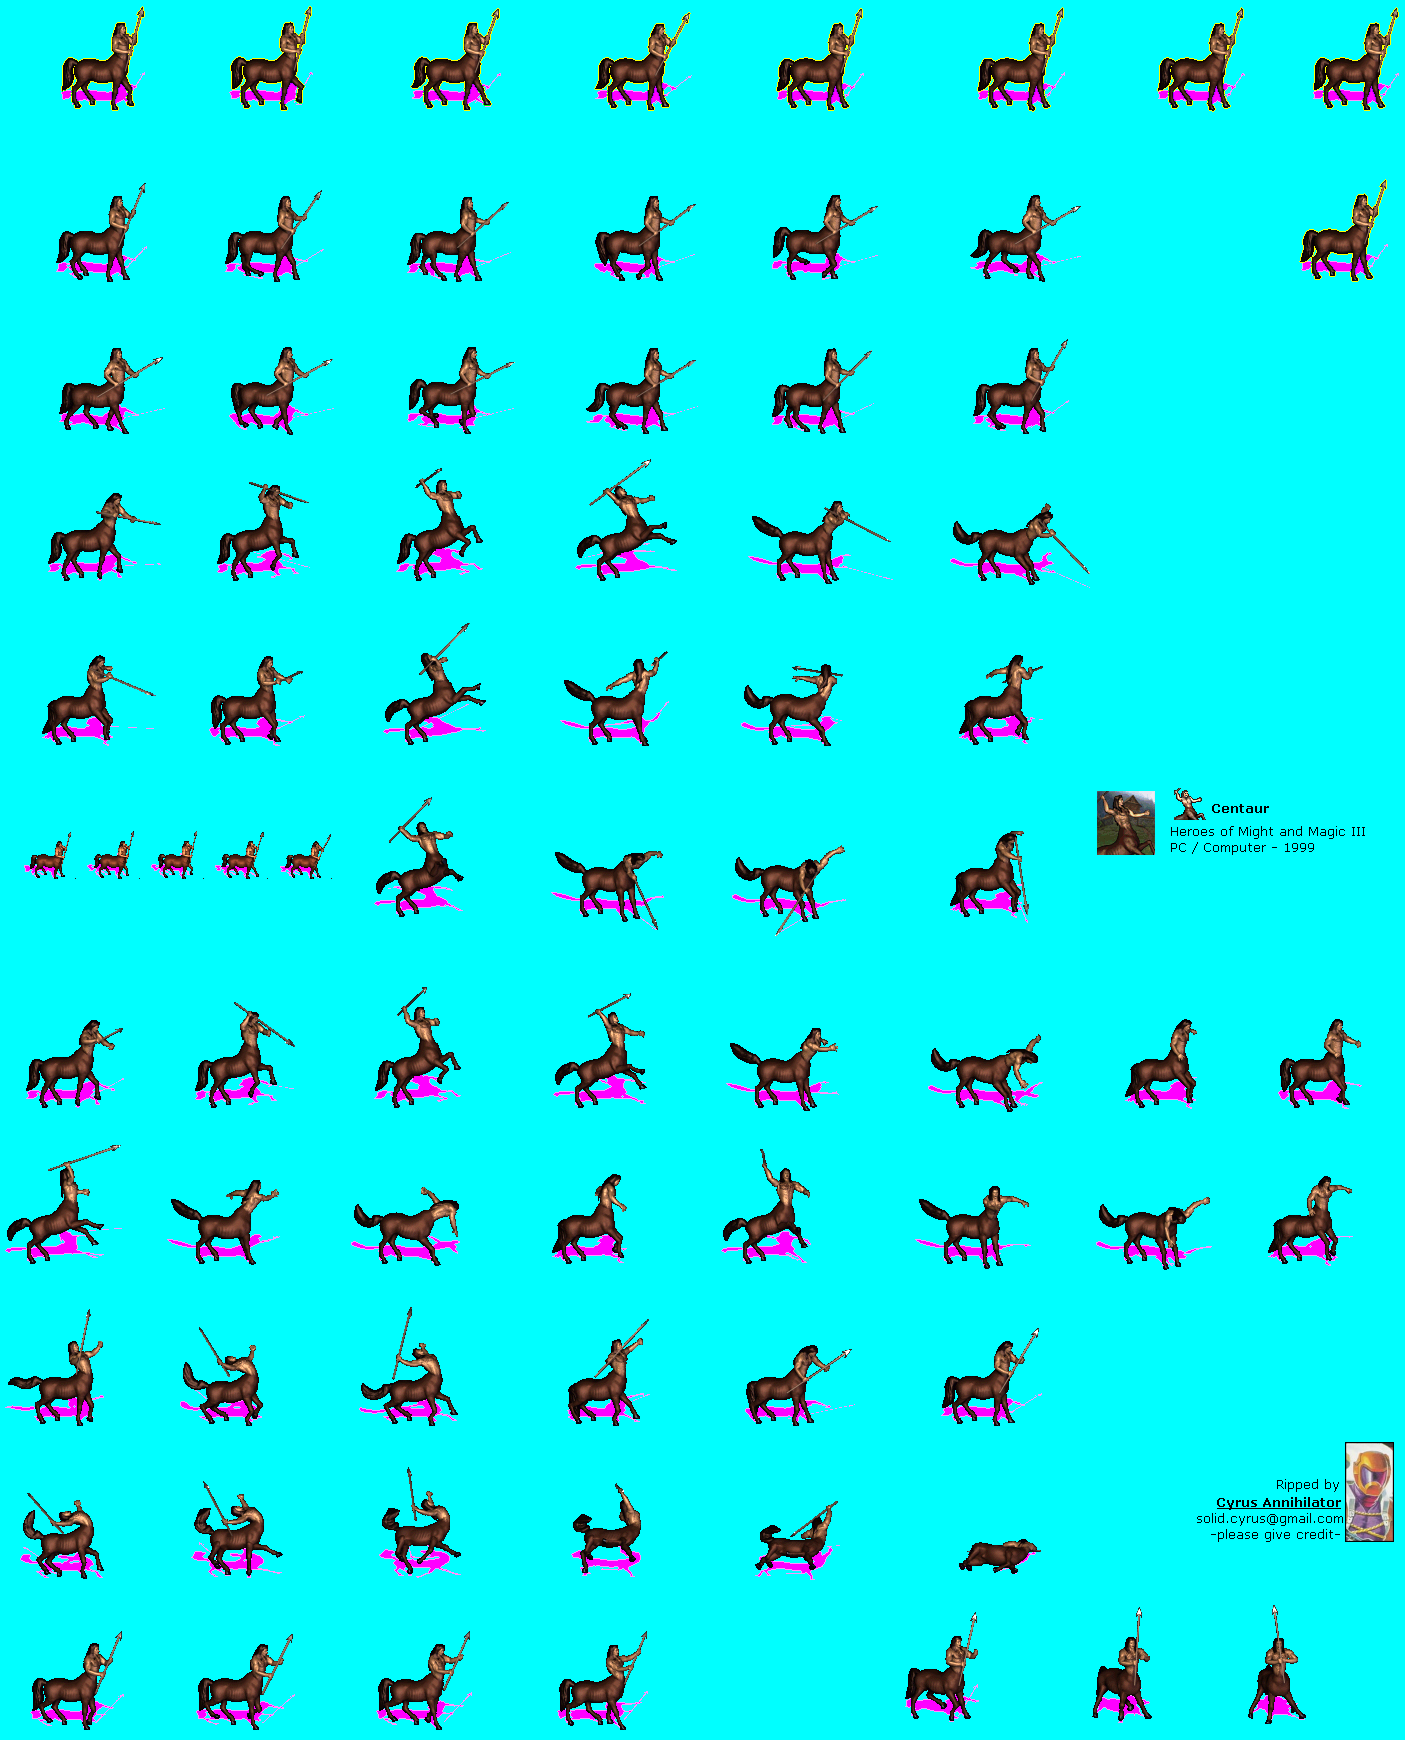 Centaur
Heroes of Might and Magic III
PC / Computer - 1999
Ripped by
Cyrus Annihilator
solid.cyrus@gmail.com
-please give credit-